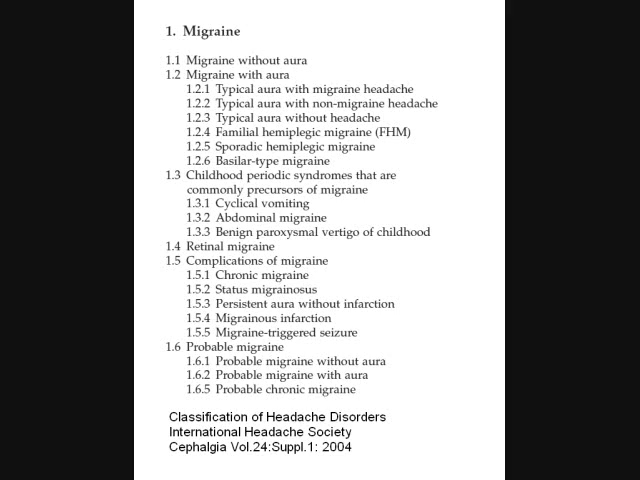 1. Migraine
1.1 Migraine without aura
1.2 Migraine with aura
1.2.1 Typical aura with migraine headache
1.2.2 Typical aura with non-migraine headache
1.2.3 Typical aura without headache
1.2.4 Familial hemiplegic migraine (FHM)
1.2.5 Sporadic hemiplegic migraine
1.2.6 Basilar-type migraine
1.3 Childhood periodic syndromes that are
commonly precursors of migraine
1.3.1 Cyclical vomiting
1.3.2 Abdominal migraine
1.3.3 Benign paroxysmal vertigo of childhood
1.4 Retinal migraine
1.5 Complications of migraine
1.5.1 Chronic migraine
1.5.2 Status migrainosus
1.5.3 Persistent aura without infarction
1.5.4 Migrainous infarction
1.5.5 Migraine-triggered seizure
1.6 Probable migraine
1.6.1 Probable migraine without aura
1.6.2 Probable migraine with aura
1.6.5 Probable chronic migraine
Classification of Headache Disorders
International Headache Society
Cephalgia Vol.24:Suppl.1: 2004